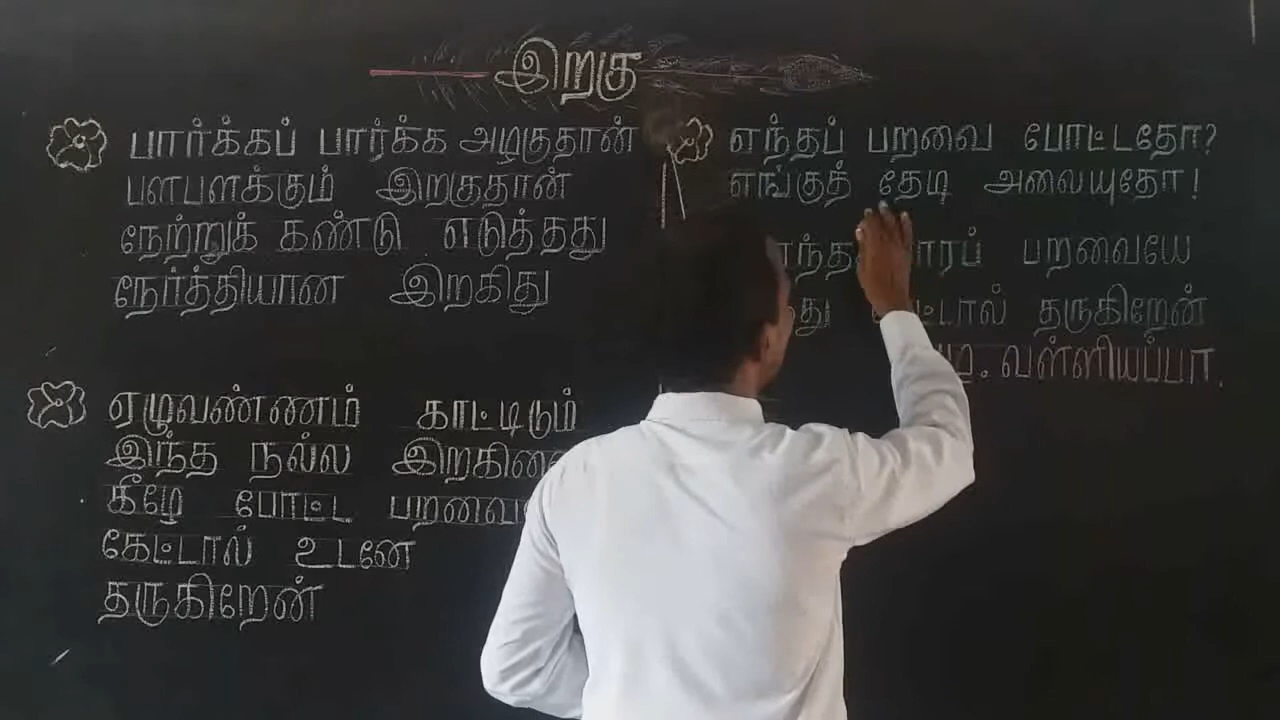 இறகு
பார்க்கப் பார்க்க அழகுதான்
பளபளக்கும் இறகுதான்
நேற்றுக் கண்டு எடுத்தது
நேர்த்தியான இறகிது
ஏழுவண்ணம் காட்டிடும்
இந்த நல்ல
கீழே போட்ட
கேட்டால் உடனே
தருகிறேன்
எந்தப் பறவை போட்டதோ?
எங்குத் தேடி அலையுதோ!
பறவையே
தருகிறேன்
வள்ளியப்பா.